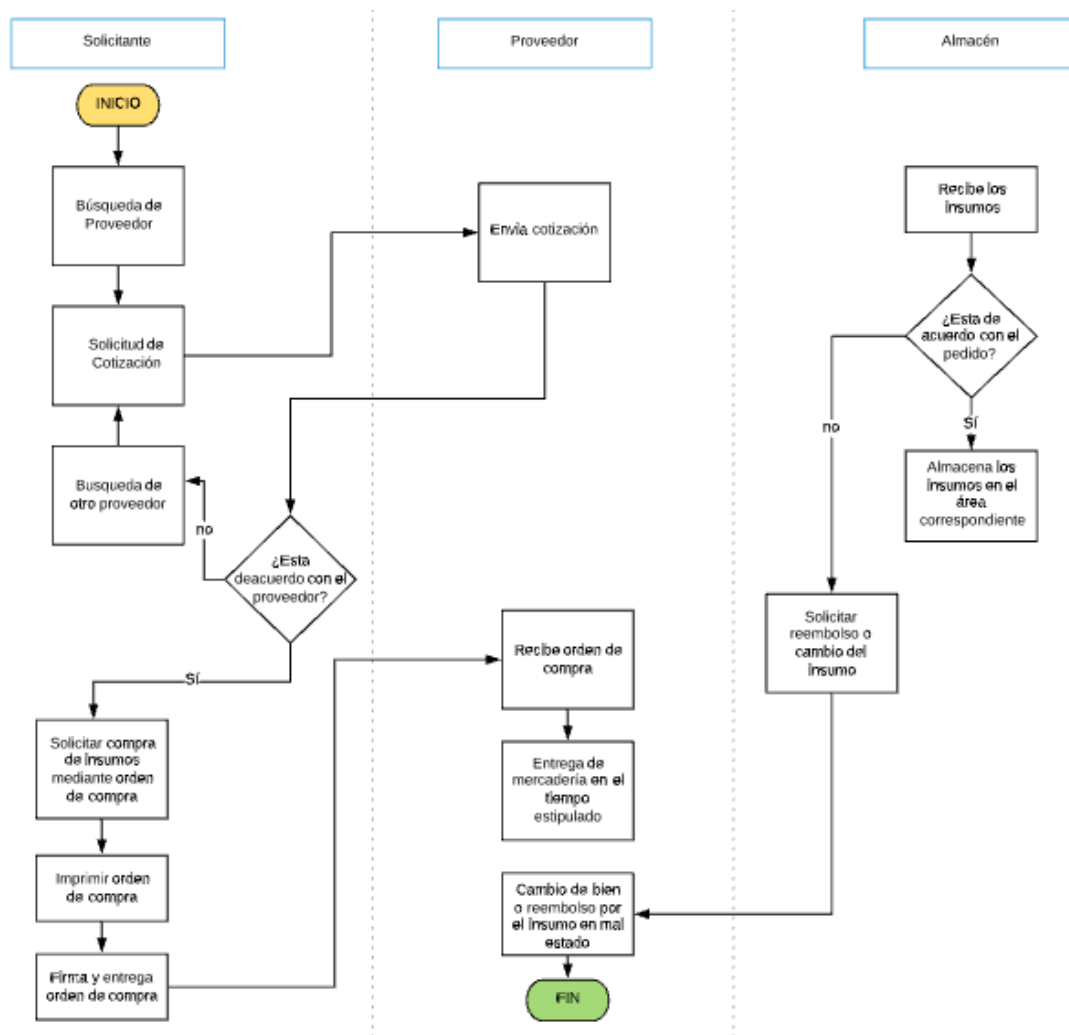 Solicitante
Proveedor
Almacén
INICIO
Búsqueda de
Proveedor
Solicitud de
Cotización
Busqueda de
otro proveedor
no
¿Esta
deacuerdo con el
proveedor?
Sí
Solicitar compra
de insumos
mediante orden
de compra
Imprimir orden
de compra
Firma y entrega
orden de compra
Envia cotización
Recibe orden de
compra
Entrega de
mercadería en el
tiempo
estipulado
Cambio de bien
o reembolso por
el insumo en mal
estado
FIN
Recibe los
insumos
¿Esta de
acuerdo con el
pedido?
no
Sí
Almacena los
insumos en el
área
correspondiente
Solicitar
reembolso o
cambio del
insumo